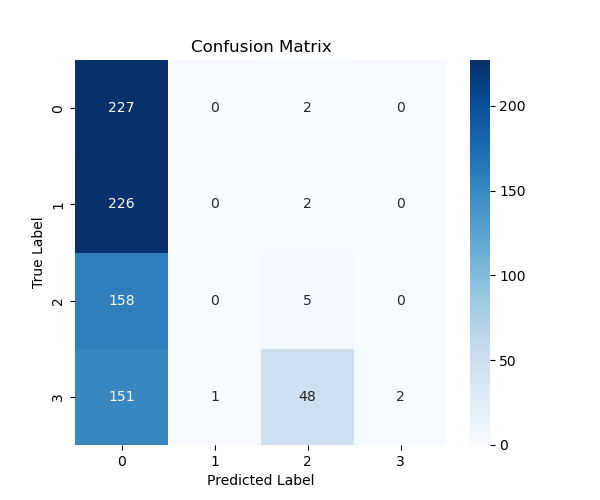 Confusion Matrix
0 227 0 2 0
1 226 0 2 0
2 158 0 5 0
3 151 1 48 2
0 1 2 3
True Label
Predicted Label
200
150
100
50
0